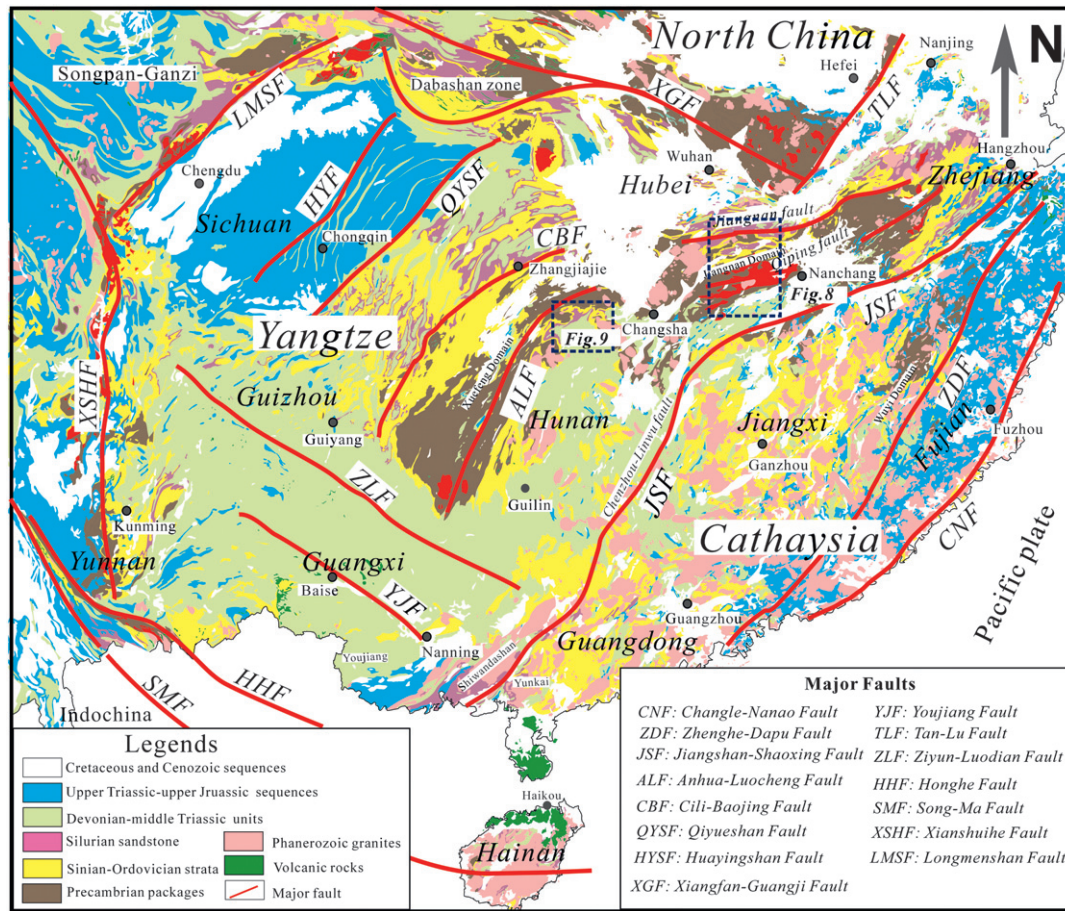 North China
Nanjing
Hefei
N
Songpan-Ganzi
LMSF
Dabashan zone
XGF
TLF
Hangzhou
Chengdu
Wuhan
Hubei
Zhejiang
Sichuan
HYF
QYSF
Jiangnan fault
Chongqin
CBF
Zhangjiajie
Jiangnan Domain
Qiping fault
Nanchang
Fig.8
JSF
Changsha
Fig.9
Yangtze
XSHF
Xuefeng Domain
ALF
Hunan
Guizhou
Guiyang
Chenzhou-Linwu fault
Jiangxi
Ganzhou
Wuyi Domain
ZDF
Fujian
Fuzhou
ZLF
Guilin
JSF
Kunming
Yunnan
Cathaysia
CNF
Pacific plate
Guangxi
Baise
YJF
Guangzhou
Nanning
Guangdong
Youjiang
Shiwandashan
Yunkai
SMF
HHF
Indochina
Haikou
Hainan
Legends
Cretaceous and Cenozoic sequences
Upper Triassic-upper Jruassic sequences
Devonian-middle Triassic units
Silurian sandstone
Sinian-Ordovician strata
Precambrian packages
Phanerozoic granites
Volcanic rocks
Major fault
Major Faults
CNF: Changle-Nanao Fault
ZDF: Zhenghe-Dapu Fault
JSF: Jiangshan-Shaoxing Fault
ALF: Anhua-Luocheng Fault
CBF: Cili-Baojing Fault
QYSF: Qiyueshan Fault
HYSF: Huayingshan Fault
XGF: Xiangfan-Guangji Fault
YJF: Youjiang Fault
TLF: Tan-Lu Fault
ZLF: Ziyun-Luodian Fault
HHF: Honghe Fault
SMF: Song-Ma Fault
XSHF: Xianshuihe Fault
LMSF: Longmenshan Fault